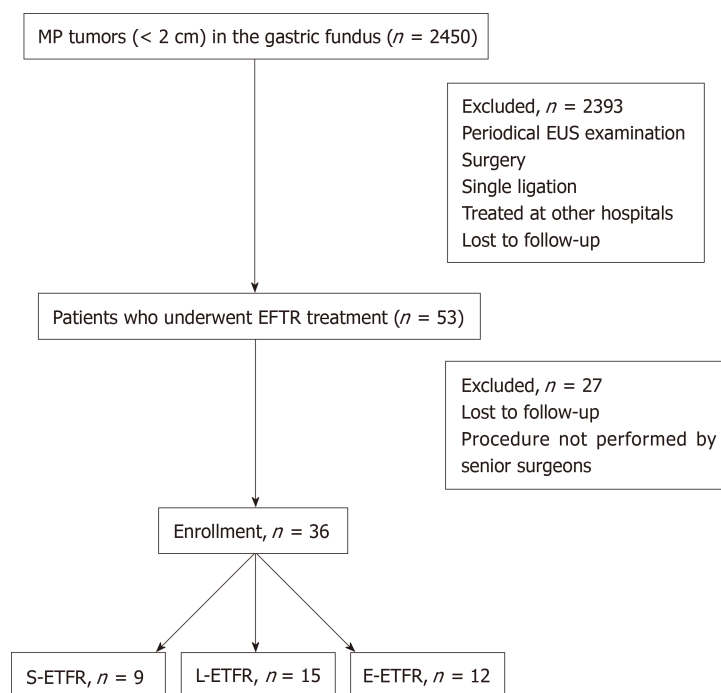 MP tumors (< 2 cm) in the gastric fundus (n = 2450)
Excluded, n = 2393
Periodical EUS examination
Surgery
Single ligation
Treated at other hospitals
Lost to follow-up
Patients who underwent EFTR treatment (n = 53)
Excluded, n = 27
Lost to follow-up
Procedure not performed by
senior surgeons
Enrollment, n = 36
S-ETFR, n = 9
L-ETFR, n = 15
E-ETFR, n = 12